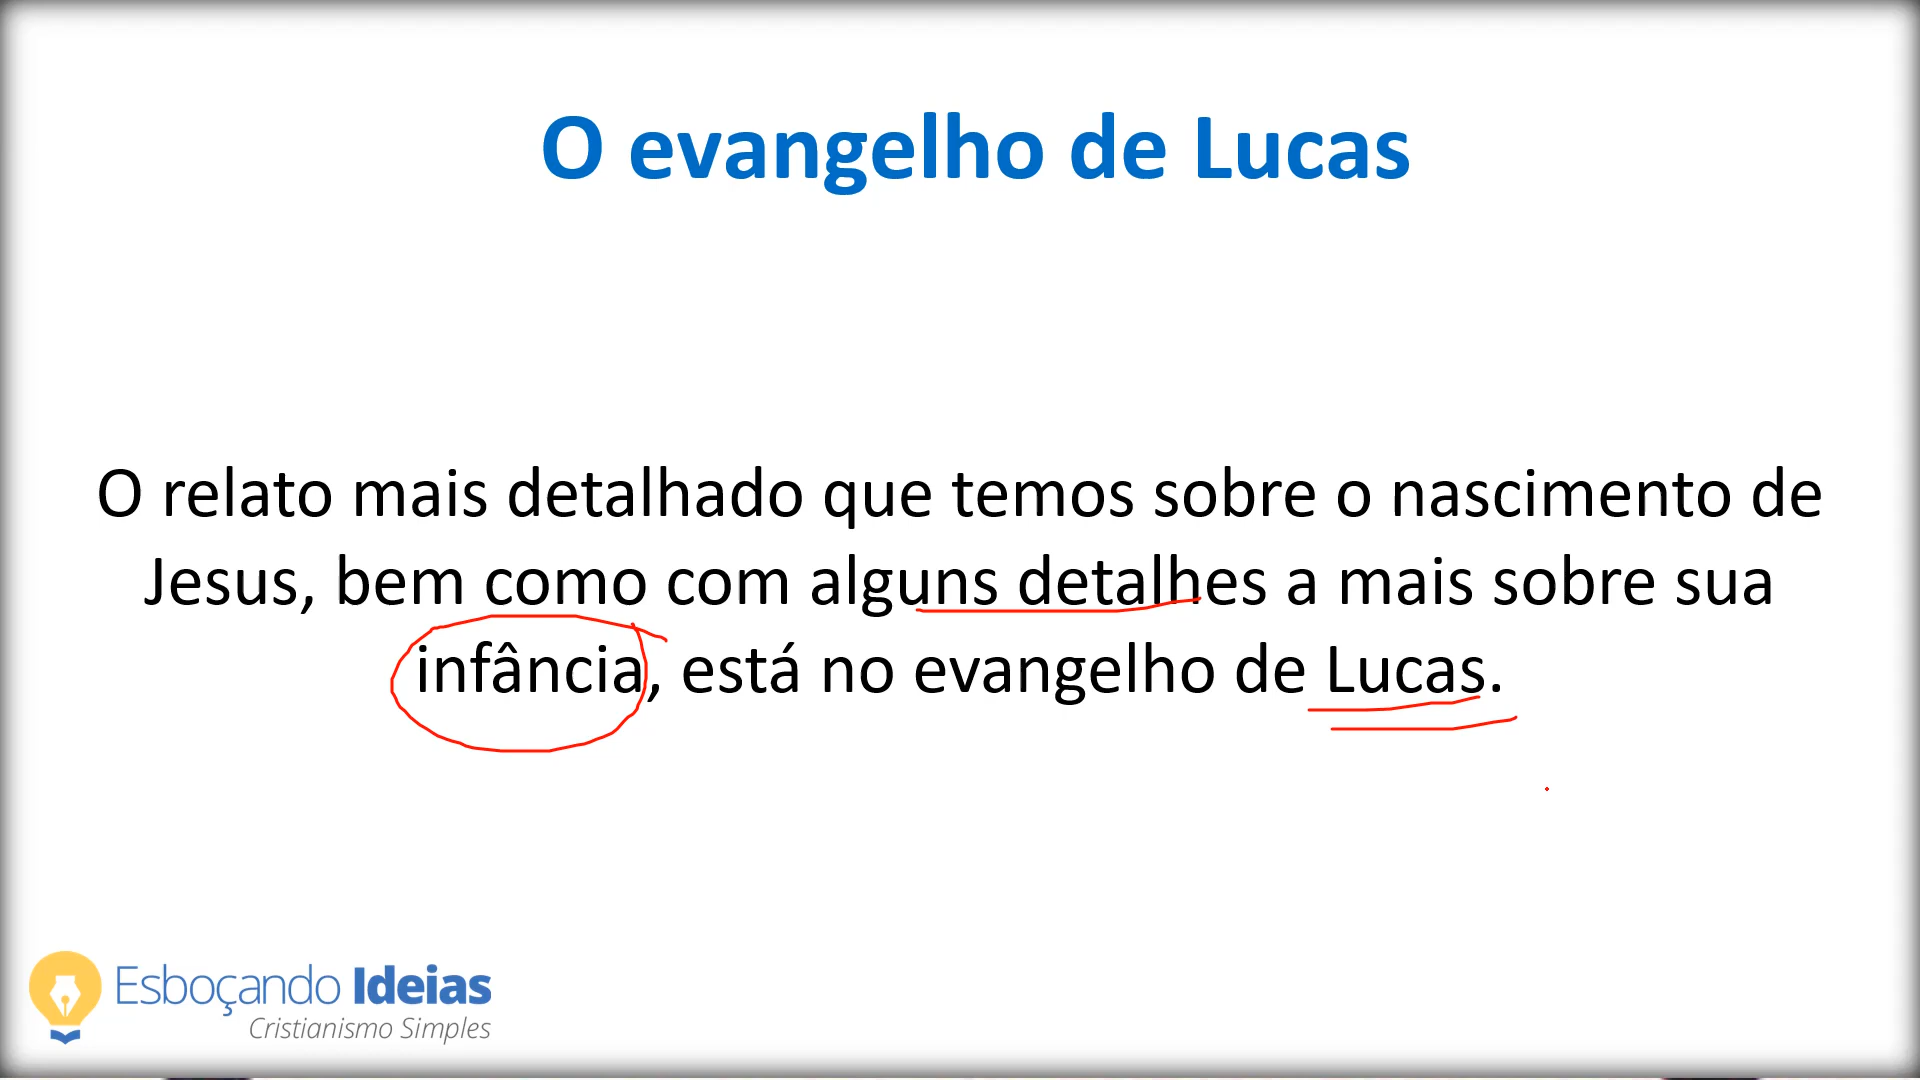 O evangelho de Lucas
O relato mais detalhado que temos sobre o nascimento de
Jesus, bem como com alguns detalhes a mais sobre sua
infância, está no evangelho de Lucas.
Esboçando Ideias
Cristianismo Simples